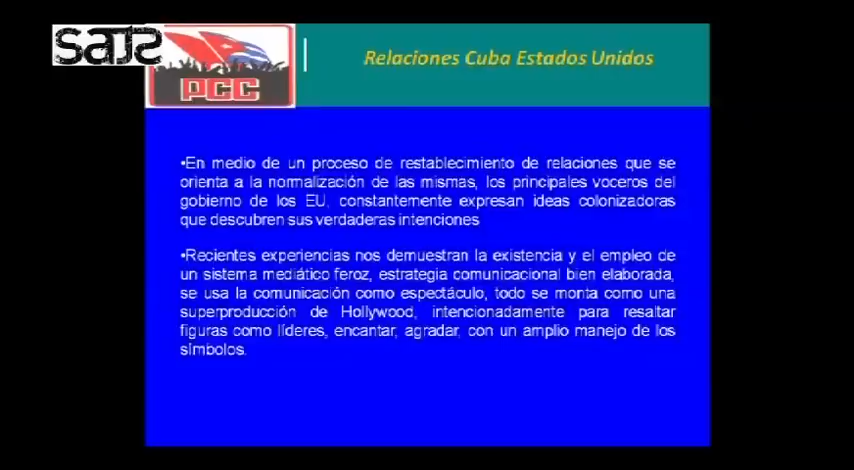 SATS
PCC
Relaciones Cuba Estados Unidos
•En medio de un proceso de restablecimiento de relaciones que se
orienta a la normalización de las mismas, los principales voceros del
gobierno de los EU, constantemente expresan ideas colonizadoras
que descubren sus verdaderas intenciones
•Recientes experiencias nos demuestran la existencia y el empleo de
un sistema mediático feroz, estrategia comunicacional bien elaborada,
se usa la comunicación como espectáculo, todo se monta como una
superproducción de Hollywood, intencionadamente para resaltar
figuras como líderes, encantar, agradar, con un amplio manejo de los
símbolos.